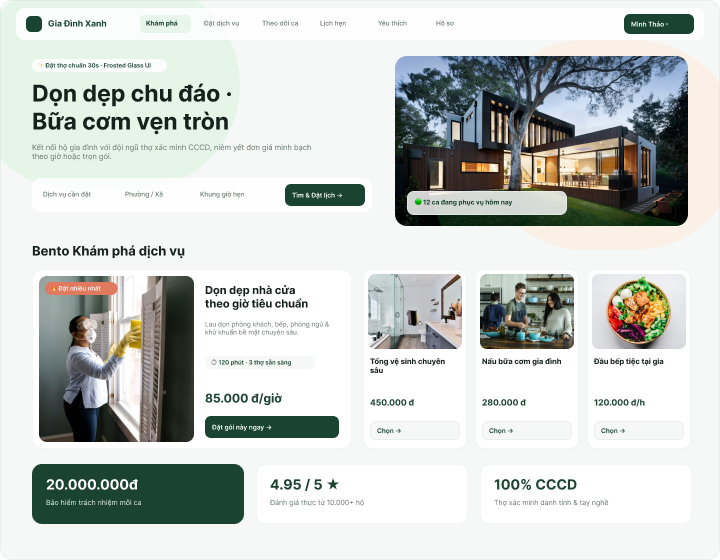 Gia Đình Xanh
Khám phá
Đặt dịch vụ
Theo dõi ca
Lịch hẹn
Yêu thích
Hồ sơ
Minh Thảo
✨ Đặt thợ chuẩn 30s · Frosted Glass UI
Dọn dẹp chu đáo ·
Bữa cơm vẹn tròn
Kết nối hộ gia đình với đội ngũ thợ xác minh CCCD, niêm yết đơn giá minh bạch
theo giờ hoặc trọn gói.
Dịch vụ cần đặt
Phường / Xã
Khung giờ hẹn
Tìm & Đặt lịch →
12 ca đang phục vụ hôm nay
Bento Khám phá dịch vụ
🔥 Đặt nhiều nhất
Dọn dẹp nhà cửa
theo giờ tiêu chuẩn
Lau dọn phòng khách, bếp, phòng ngủ &
khử khuẩn bề mặt chuyên sâu.
⏱ 120 phút · 3 thợ sẵn sàng
85.000 đ/giờ
Đặt gói này ngay →
Tổng vệ sinh chuyên
sâu
450.000 đ
Chọn →
Nấu bữa cơm gia đình
280.000 đ
Chọn →
Đầu bếp tiệc tại gia
120.000 đ/h
Chọn →
20.000.000đ
Bảo hiểm trách nhiệm mỗi ca
4.95 / 5 ★
Đánh giá thực từ 10.000+ hộ
100% CCCD
Thợ xác minh danh tính & tay nghề